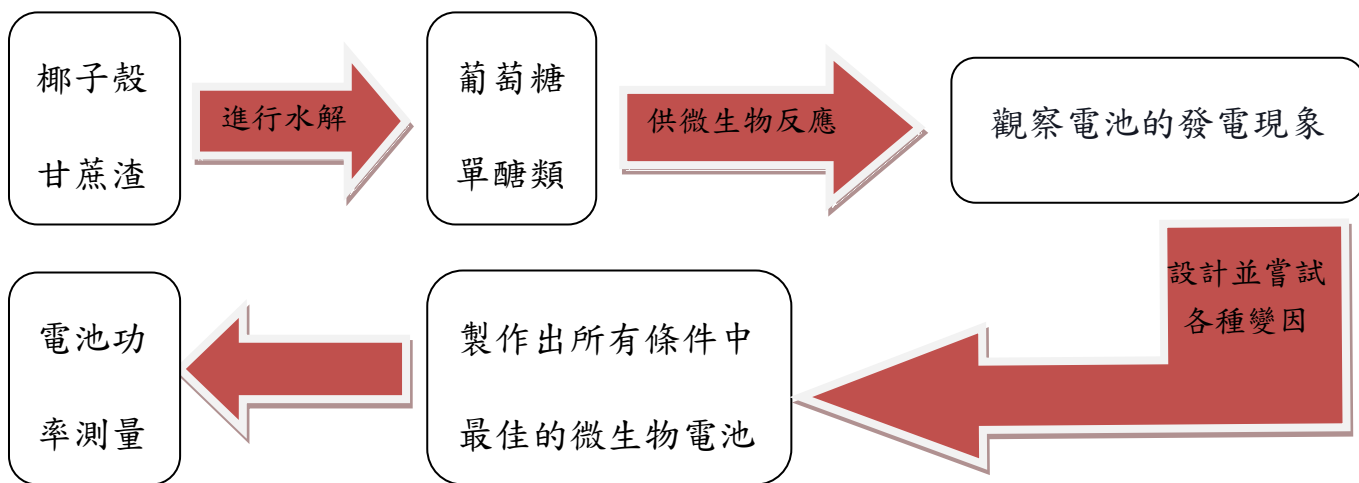 椰子殼
甘蔗渣
進行水解
葡萄糖
單醣類
供微生物反應
觀察電池的發電現象
設計並嘗試
各種變因
製作出所有條件中
最佳的微生物電池
電池功
率測量